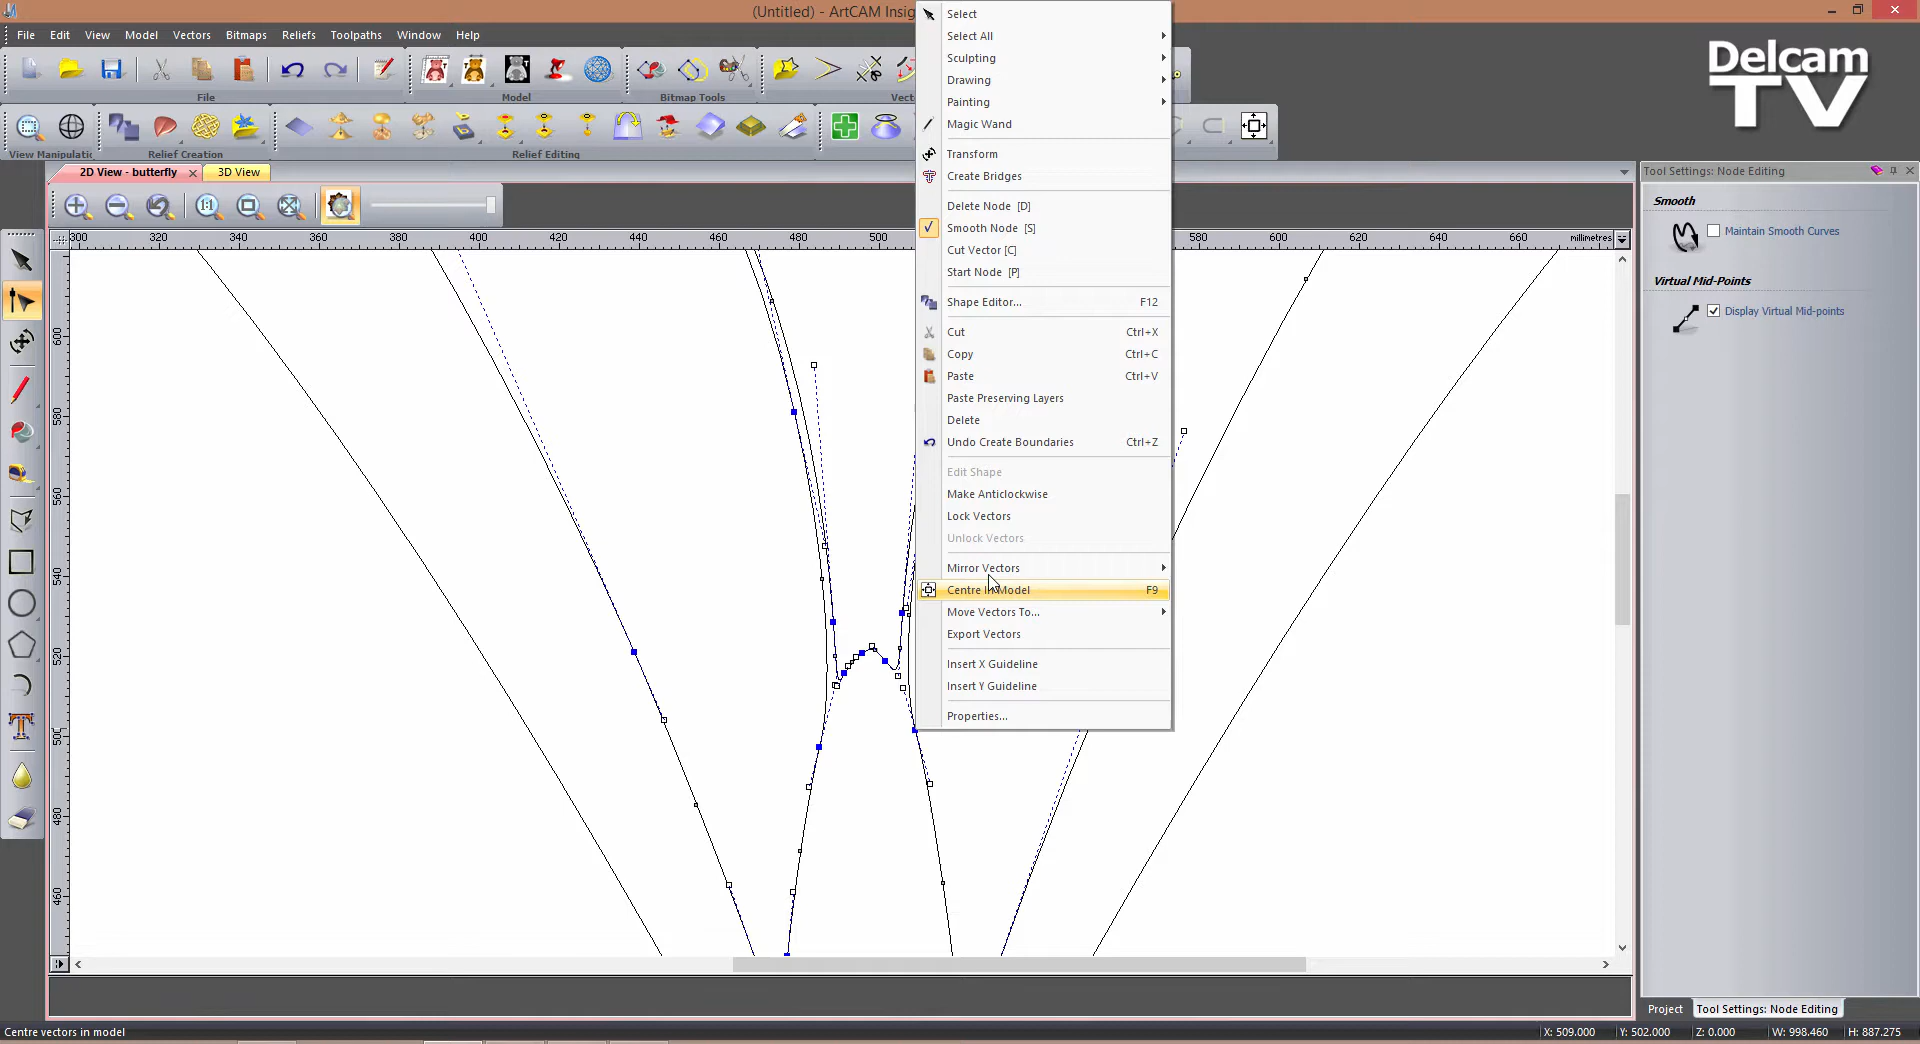 (Untitled) - ArtCAM Insig
File Edit View Model Vectors Bitmaps Reliefs Toolpaths Window Help
File Model Bitmap Tools Vec
View Manipulati Relief Creation Relief Editing
Delcam
TV
2D View - butterfly 3D View
300 320 340 360 380 400 420 440 460 480 500 580 600 620 640 660 millimetres
600
580
560
540
520
500
480
460
Select
Select All
Sculpting
Drawing
Painting
Magic Wand
Transform
Create Bridges
Delete Node [D]
Smooth Node [S]
Cut Vector [C]
Start Node [P]
Shape Editor... F12
Cut Ctrl+X
Copy Ctrl+C
Paste Ctrl+V
Paste Preserving Layers
Delete
Undo Create Boundaries Ctrl+Z
Edit Shape
Make Anticlockwise
Lock Vectors
Unlock Vectors
Mirror Vectors
Centre In Model F9
Move Vectors To...
Export Vectors
Insert X Guideline
Insert Y Guideline
Properties...
Tool Settings: Node Editing
Smooth
Maintain Smooth Curves
Virtual Mid-Points
Display Virtual Mid-points
Project Tool Settings: Node Editing
Centre vectors in model X: 509.000 Y: 502.000 Z: 0.000 W: 998.460 H: 887.275